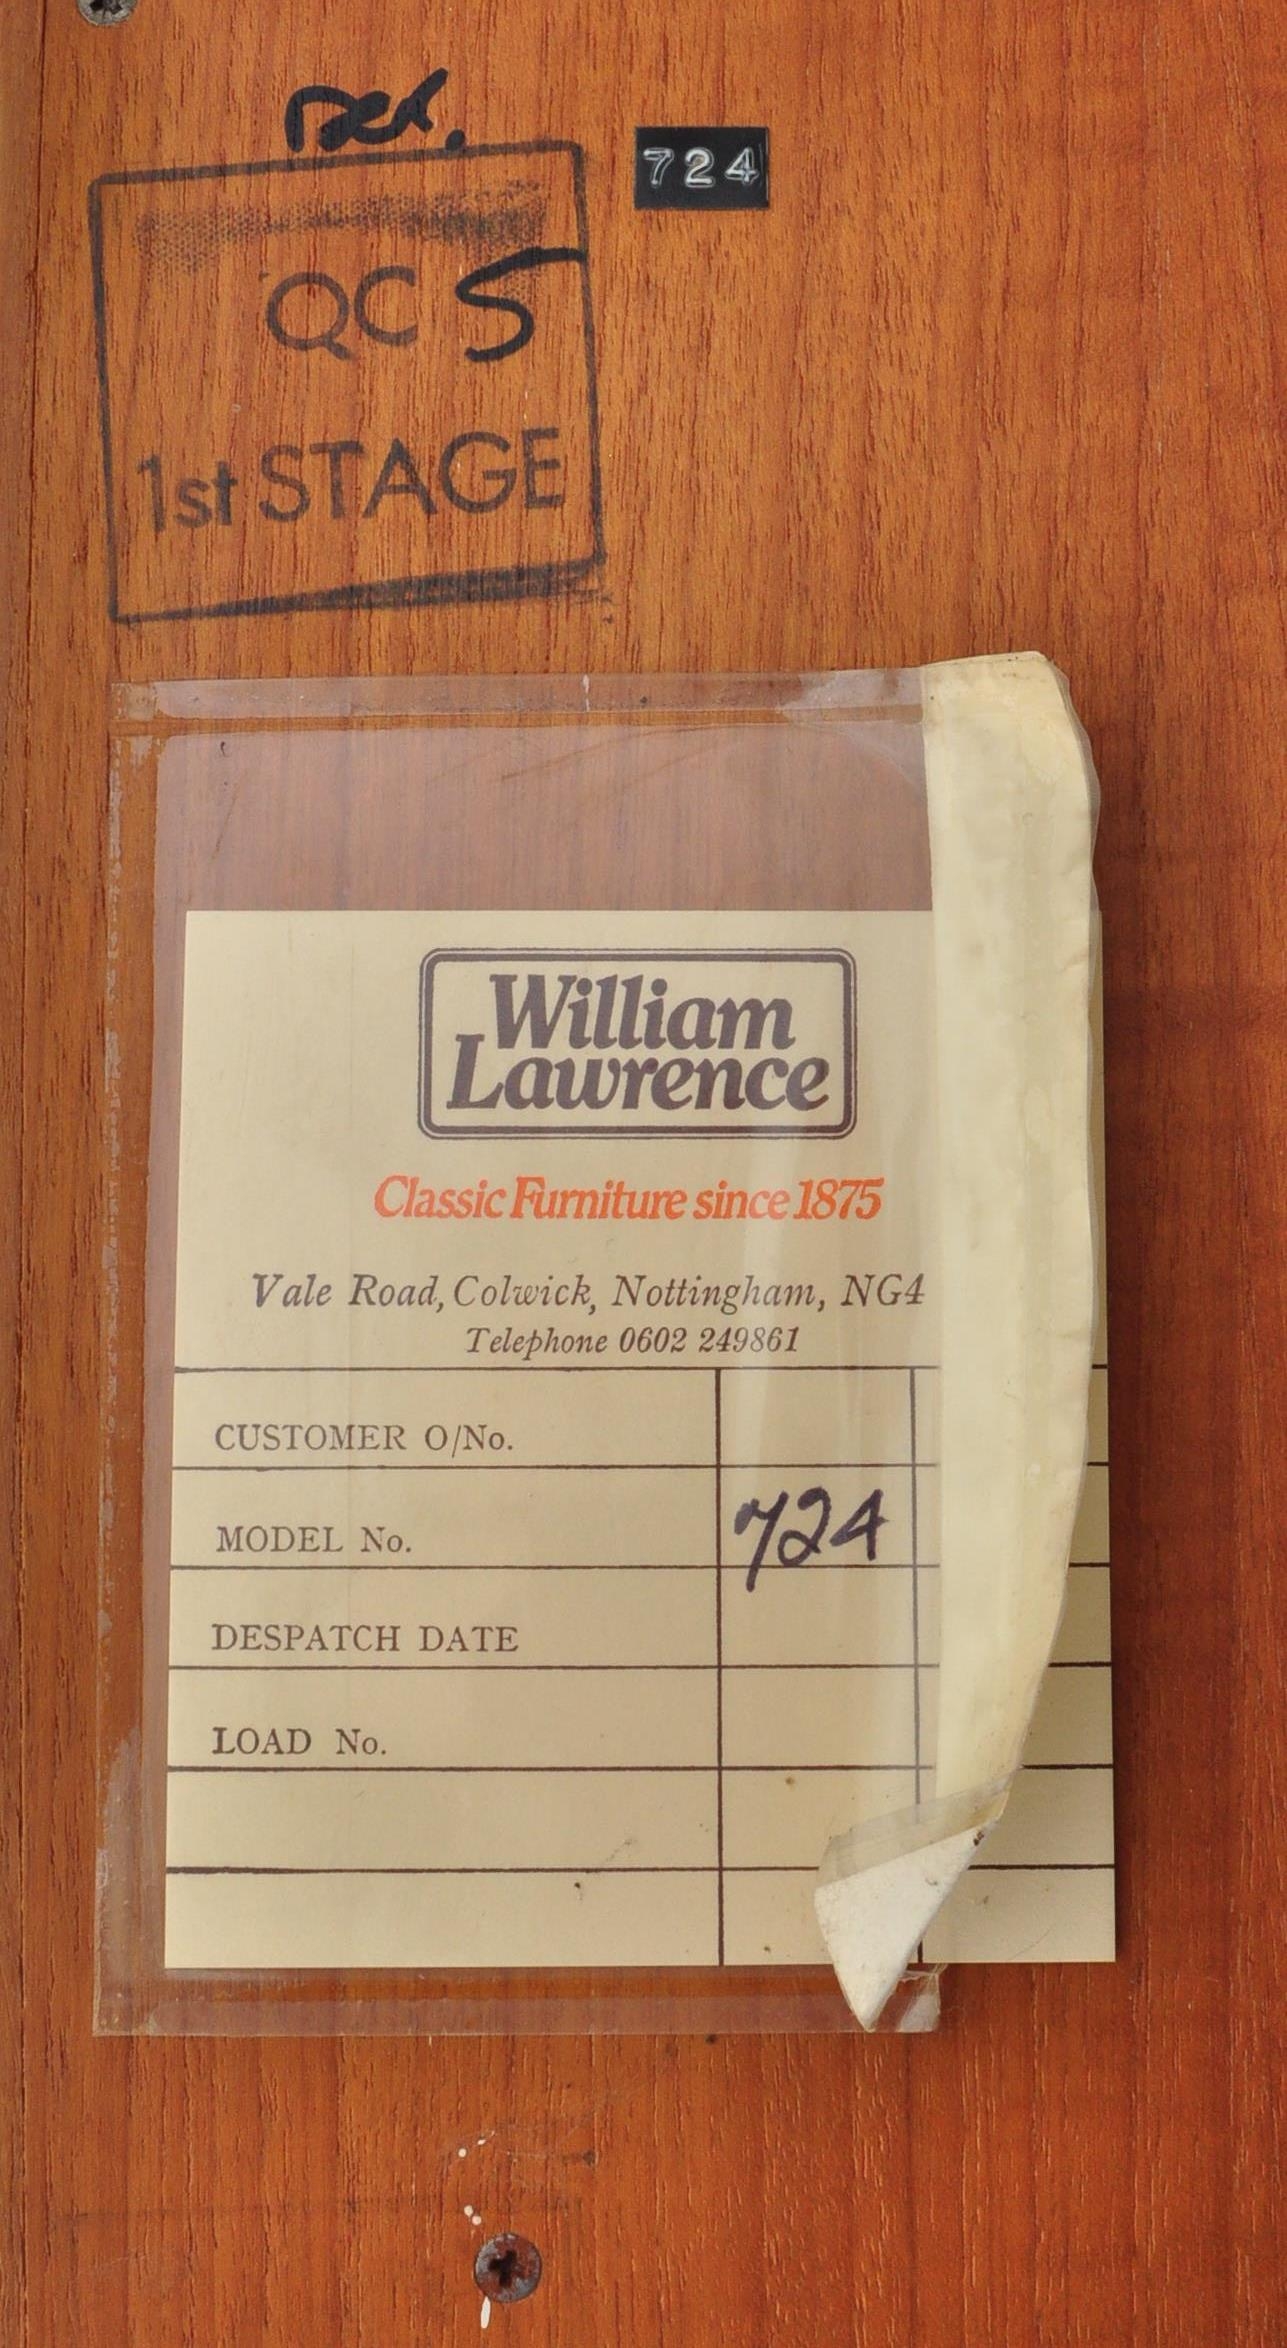 724
QC 5
1st STAGE
William
Lawrence
Classic Furniture since 1875
Vale Road, Colwick, Nottingham, NG4
Telephone 0602 249861
CUSTOMER O/No.
MODEL No. 724
DESPATCH DATE
LOAD No.